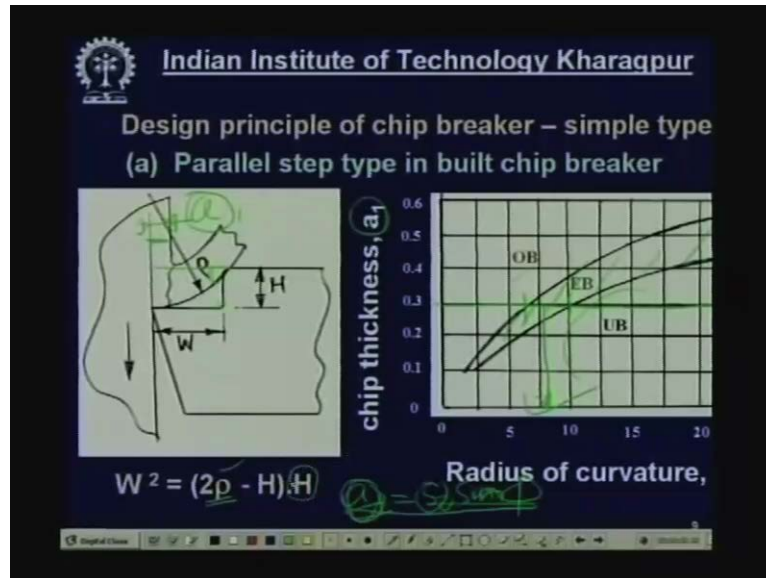 Indian Institute of Technology Kharagpur
Design principle of chip breaker – simple type
(a) Parallel step type in built chip breaker
a
ρ
H
W
chip thickness, a₁
0.6
0.5
0.4
0.3
0.2
0.1
0
OB
EB
UB
0 5 10 15 20
Radius of curvature,
W ² = (2ρ - H).H
9